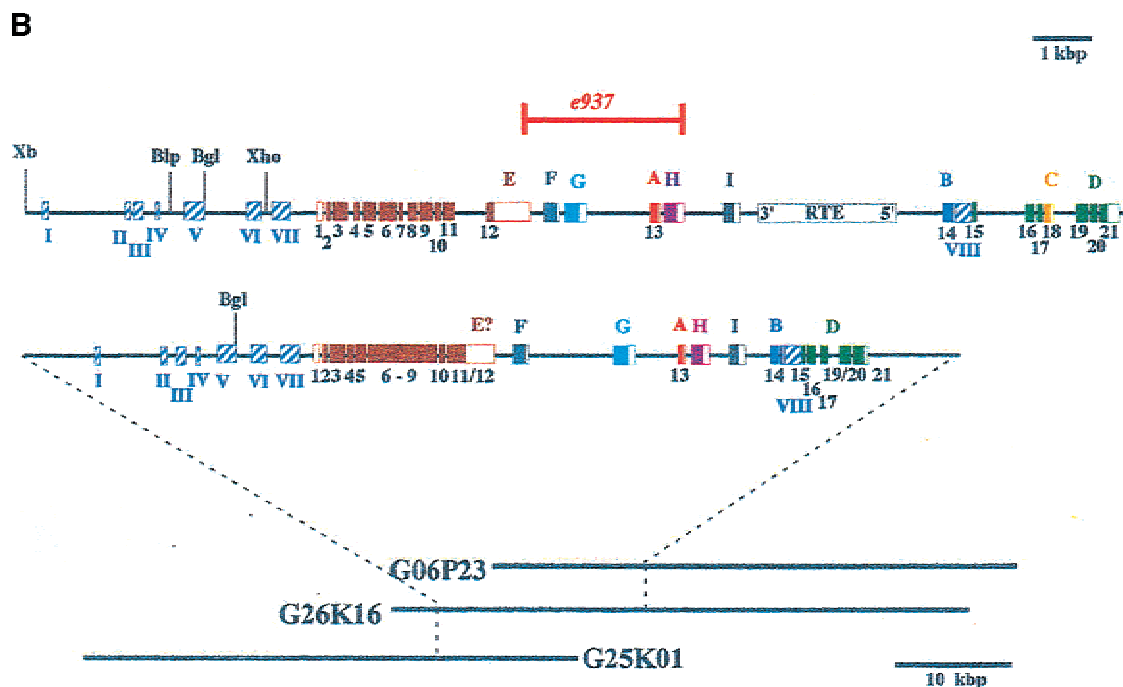 B
1 kbp
e937
Xb Blp Bgl Xho
E F G A H I B C D
3' RTE 5'
I II III IV V VI VII 1 2 3 4 5 6 7 8 9 10 11 12 13 14 15 16 17 18 19 20 21
VIII
Bgl
E? F G A H I B D
I II III IV V VI VII 1 2 3 4 5 6 - 9 10 11/12 13 14 15 16 17 19/20 21
VIII
G06P23
G26K16
G25K01
10 kbp